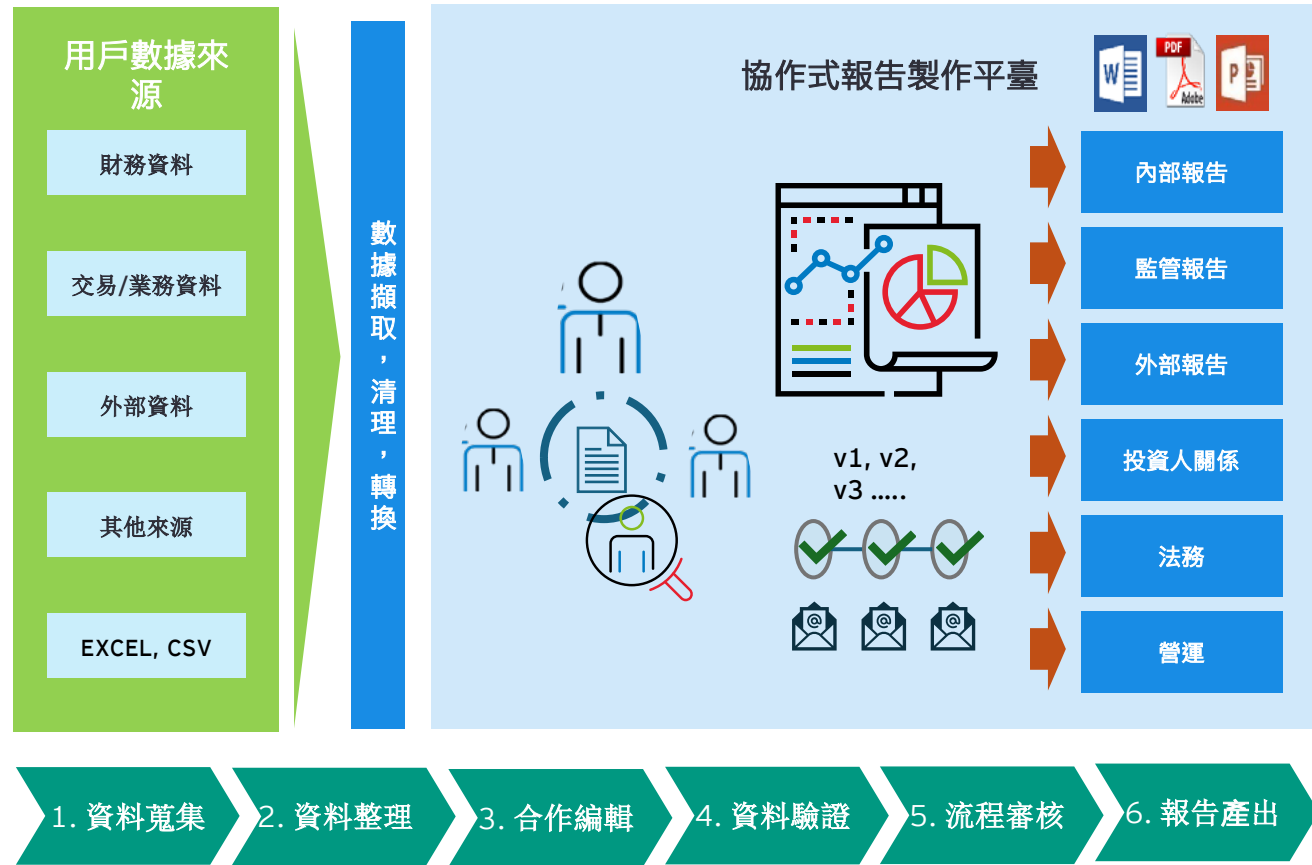 用戶數據來
源
財務資料
交易/業務資料
外部資料
其他來源
EXCEL, CSV
數據擷取，清理，轉換
協作式報告製作平臺
W
PDF
Adobe
P
內部報告
監管報告
外部報告
投資人關係
法務
營運
v1, v2,
v3 .....
@ @ @
1. 資料蒐集
2. 資料整理
3. 合作編輯
4. 資料驗證
5. 流程審核
6. 報告產出